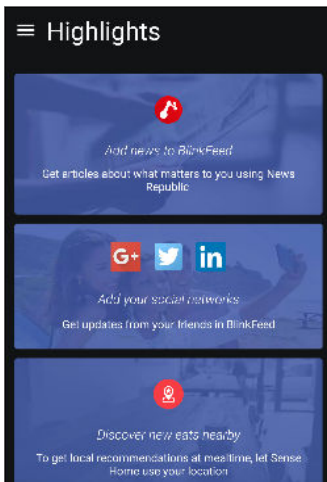 Highlights
Add news to BlinkFeed
Get articles about what matters to you using News
Republic
G+
in
Add your social networks
Get updates from your friends in BlinkFeed
Discover new eats nearby
To get local recommendations at mealtime, let Sense
Home use your location